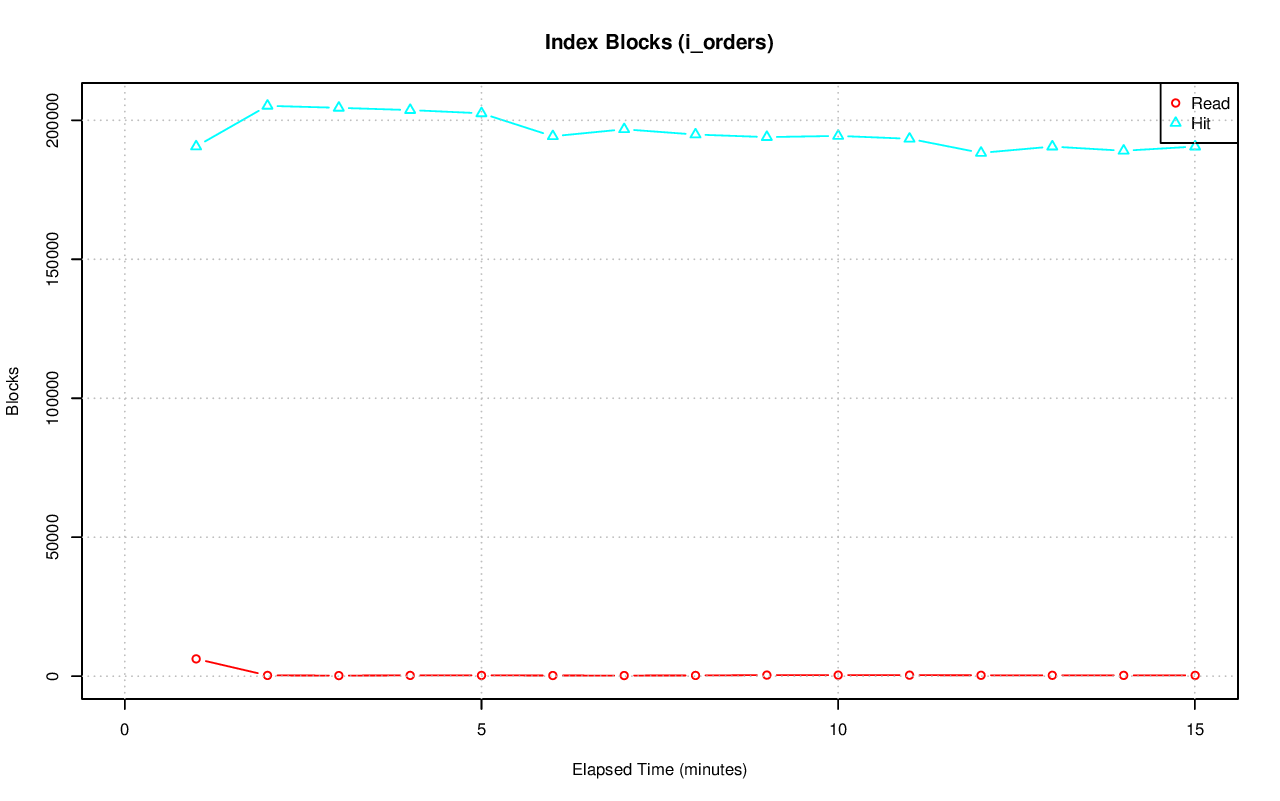 Index Blocks (i_orders)
Read
Hit
Blocks
200000
150000
100000
50000
0
0 5 10 15
Elapsed Time (minutes)